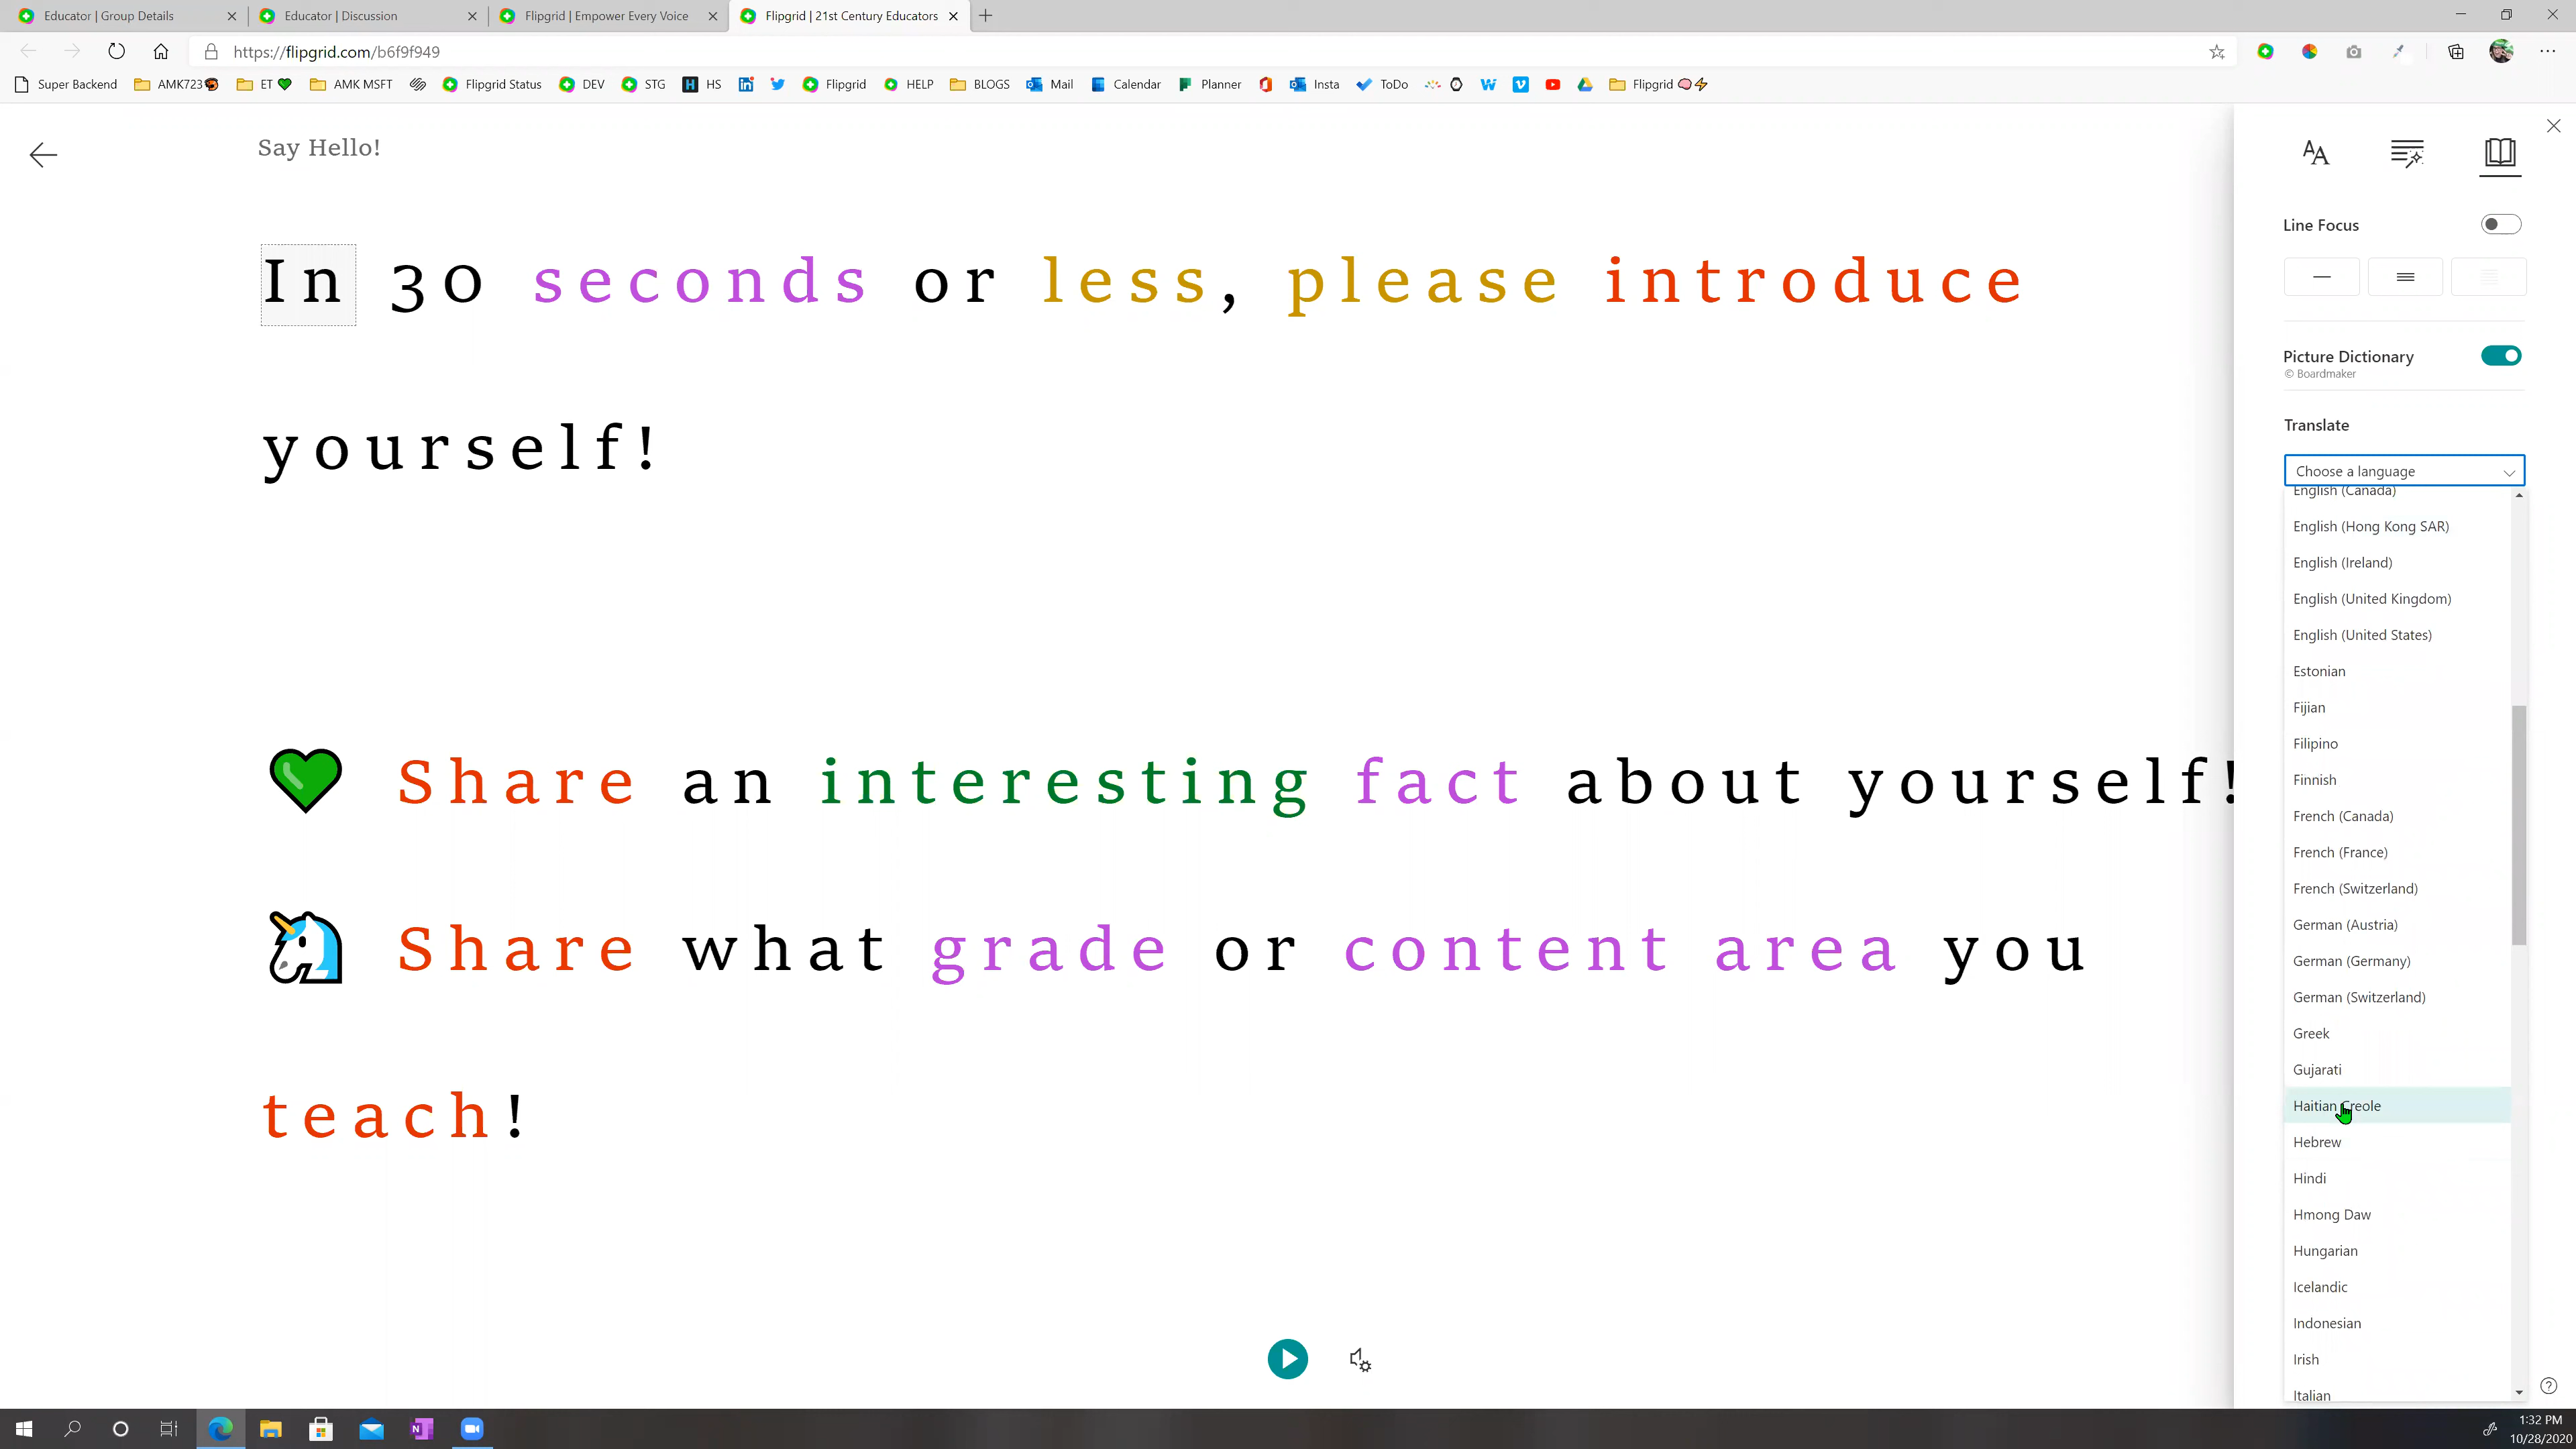 Educator | Group Details
Educator | Discussion
Flipgrid | Empower Every Voice
Flipgrid | 21st Century Educators
https://flipgrid.com/b6f9f949
Super Backend
AMK723
ET
AMK MSFT
Flipgrid Status
DEV
STG
H HS
Flipgrid
HELP
BLOGS
Mail
Calendar
Planner
Insta
ToDo
Flipgrid
Say Hello!
In 30 seconds or less, please introduce
yourself!
Share an interesting fact about yourself!
Share what grade or content area you
teach!
Line Focus
Picture Dictionary
© Boardmaker
Translate
Choose a language
English (Canada)
English (Hong Kong SAR)
English (Ireland)
English (United Kingdom)
English (United States)
Estonian
Fijian
Filipino
Finnish
French (Canada)
French (France)
French (Switzerland)
German (Austria)
German (Germany)
German (Switzerland)
Greek
Gujarati
Haitian Creole
Hebrew
Hindi
Hmong Daw
Hungarian
Icelandic
Indonesian
Irish
Italian
1:32 PM
10/28/2020